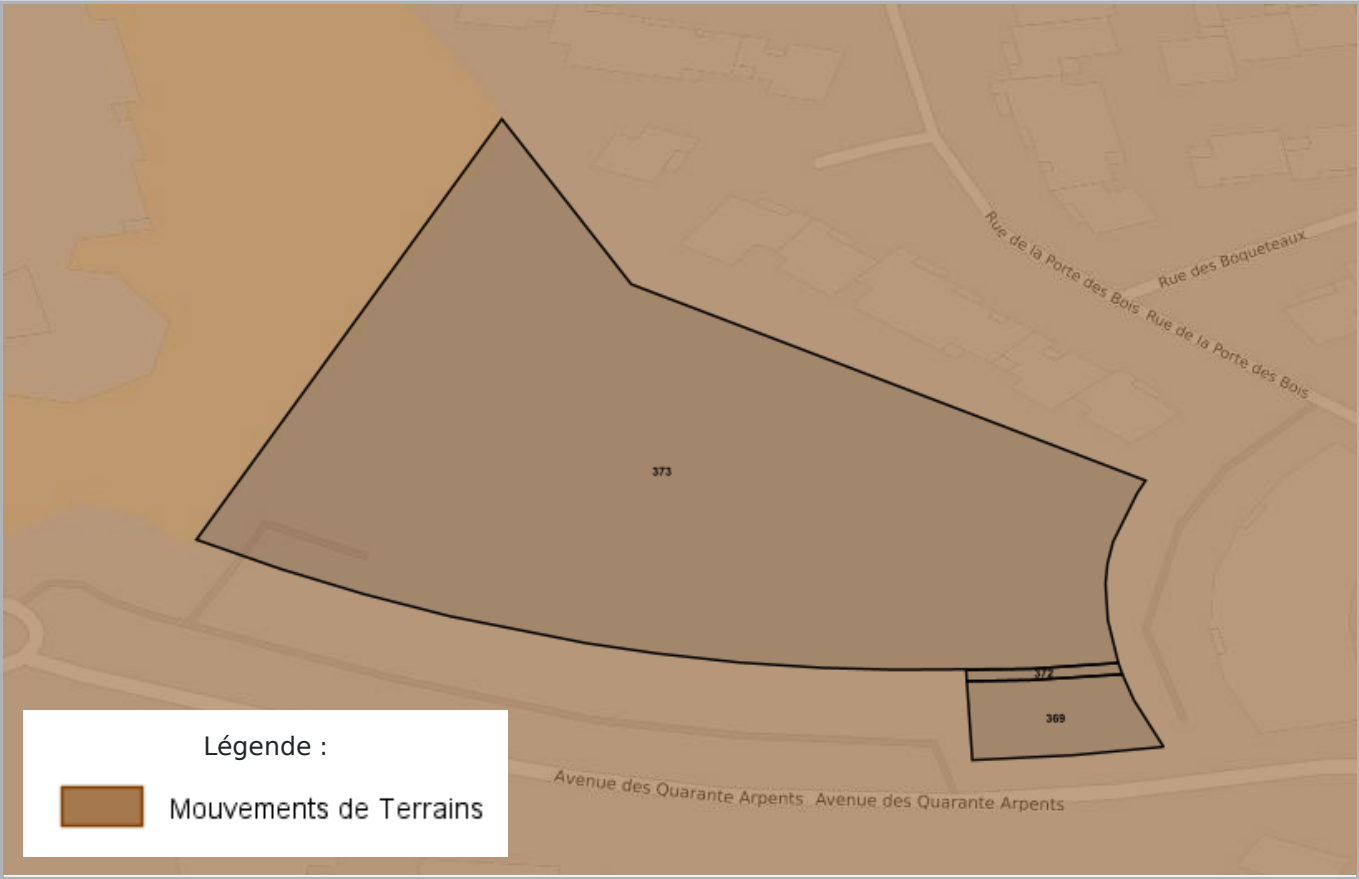 Rue de la Porte des Bois
Rue des Boqueteaux
Rue de la Porte des Bois
373
372
369
Avenue des Quarante Arpents
Avenue des Quarante Arpents
Légende :
Mouvements de Terrains